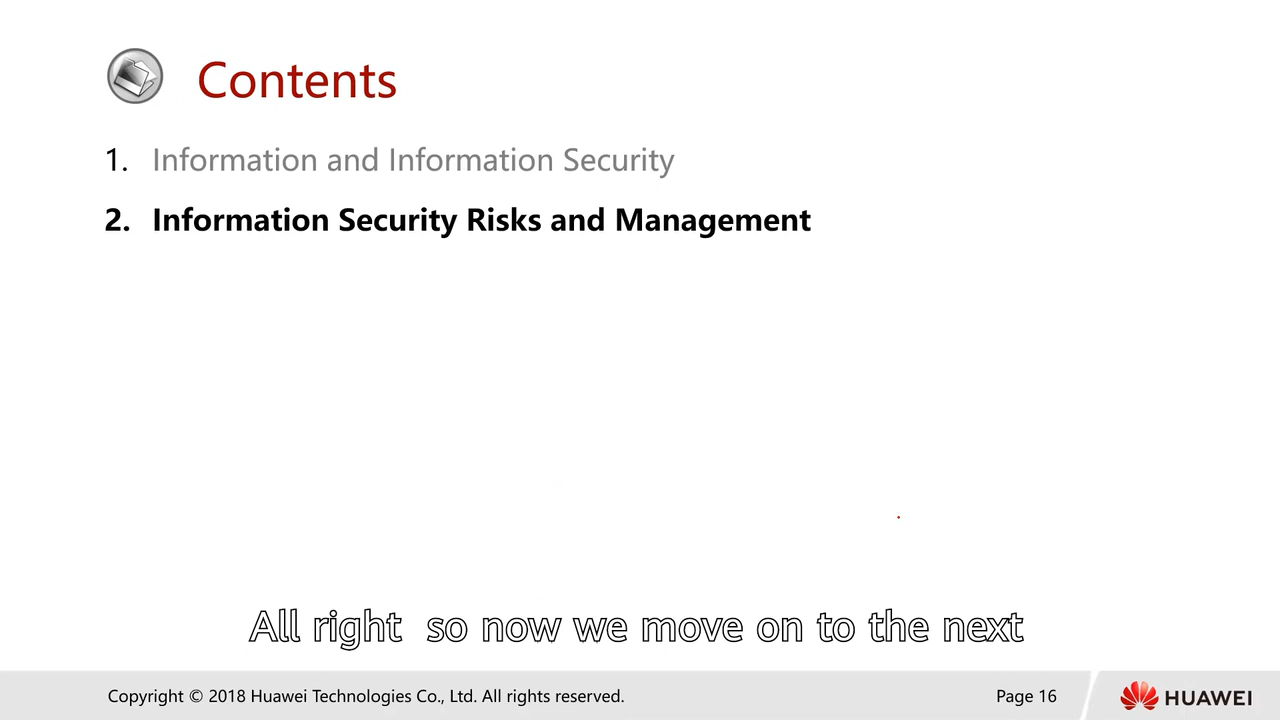 Contents
1. Information and Information Security
2. Information Security Risks and Management
All right so now we move on to the next
Copyright © 2018 Huawei Technologies Co., Ltd. All rights reserved.
Page 16
HUAWEI